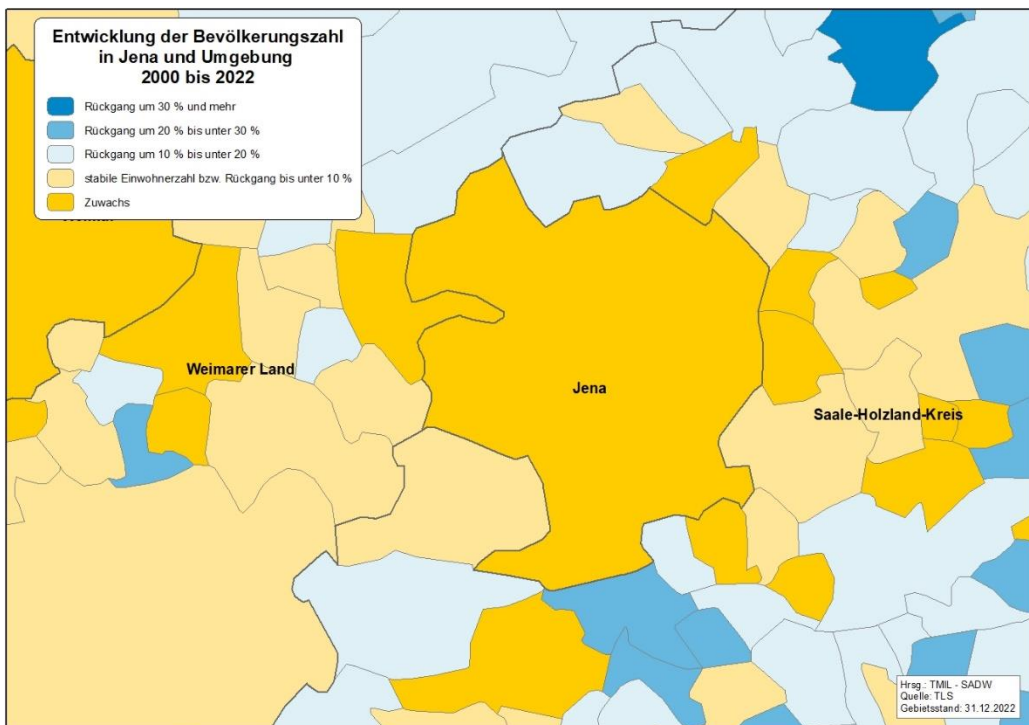 Entwicklung der Bevölkerungszahl
in Jena und Umgebung
2000 bis 2022
Rückgang um 30 % und mehr
Rückgang um 20 % bis unter 30 %
Rückgang um 10 % bis unter 20 %
stabile Einwohnerzahl bzw. Rückgang bis unter 10 %
Zuwachs
Weimarer Land
Jena
Saale-Holzland-Kreis
Hrsg.: TMIL - SADW
Quelle: TLS
Gebietsstand: 31.12.2022